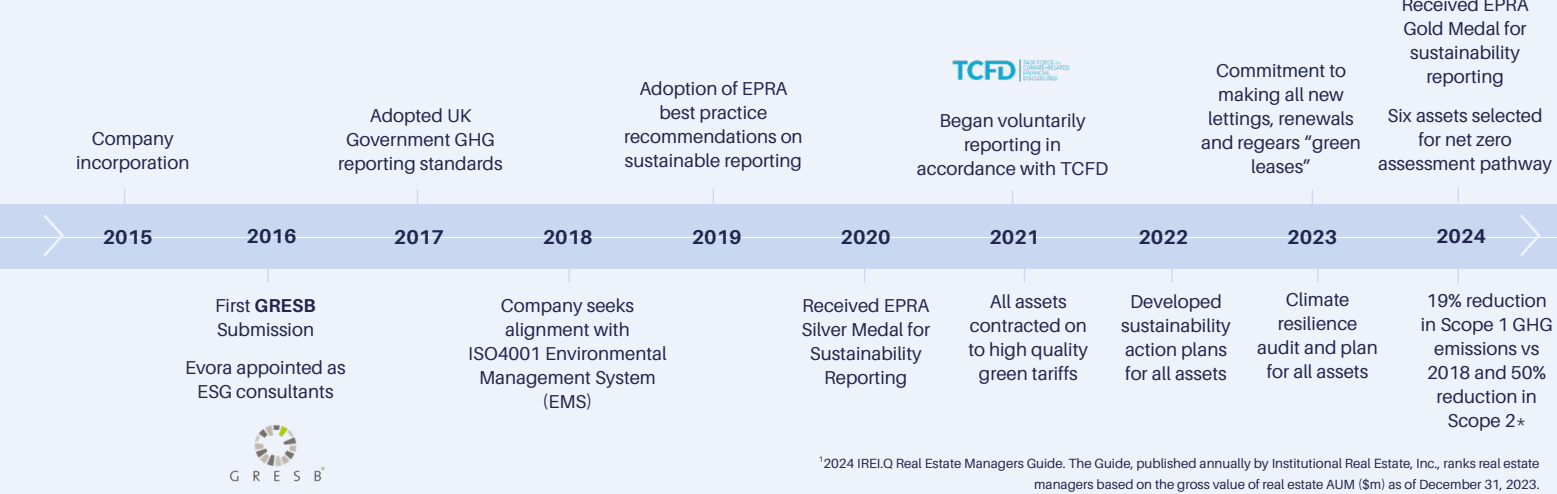 Received EPRA
Gold Medal for
sustainability
reporting
Six assets selected
for net zero
assessment pathway
Commitment to
making all new
lettings, renewals
and regears “green
leases”
TCFD
TASK FORCE ON
CLIMATE-RELATED
FINANCIAL
DISCLOSURES
Began voluntarily
reporting in
accordance with TCFD
Adoption of EPRA
best practice
recommendations on
sustainable reporting
Adopted UK
Government GHG
reporting standards
Company
incorporation
2015
2016
2017
2018
2019
2020
2021
2022
2023
2024
First GRESB
Submission
Evora appointed as
ESG consultants
G R E S B
Company seeks
alignment with
ISO4001 Environmental
Management System
(EMS)
Received EPRA
Silver Medal for
Sustainability
Reporting
All assets
contracted on
to high quality
green tariffs
Developed
sustainability
action plans
for all assets
Climate
resilience
audit and plan
for all assets
19% reduction
in Scope 1 GHG
emissions vs
2018 and 50%
reduction in
Scope 2*
¹2024 IREI.Q Real Estate Managers Guide. The Guide, published annually by Institutional Real Estate, Inc., ranks real estate
managers based on the gross value of real estate AUM ($m) as of December 31, 2023.